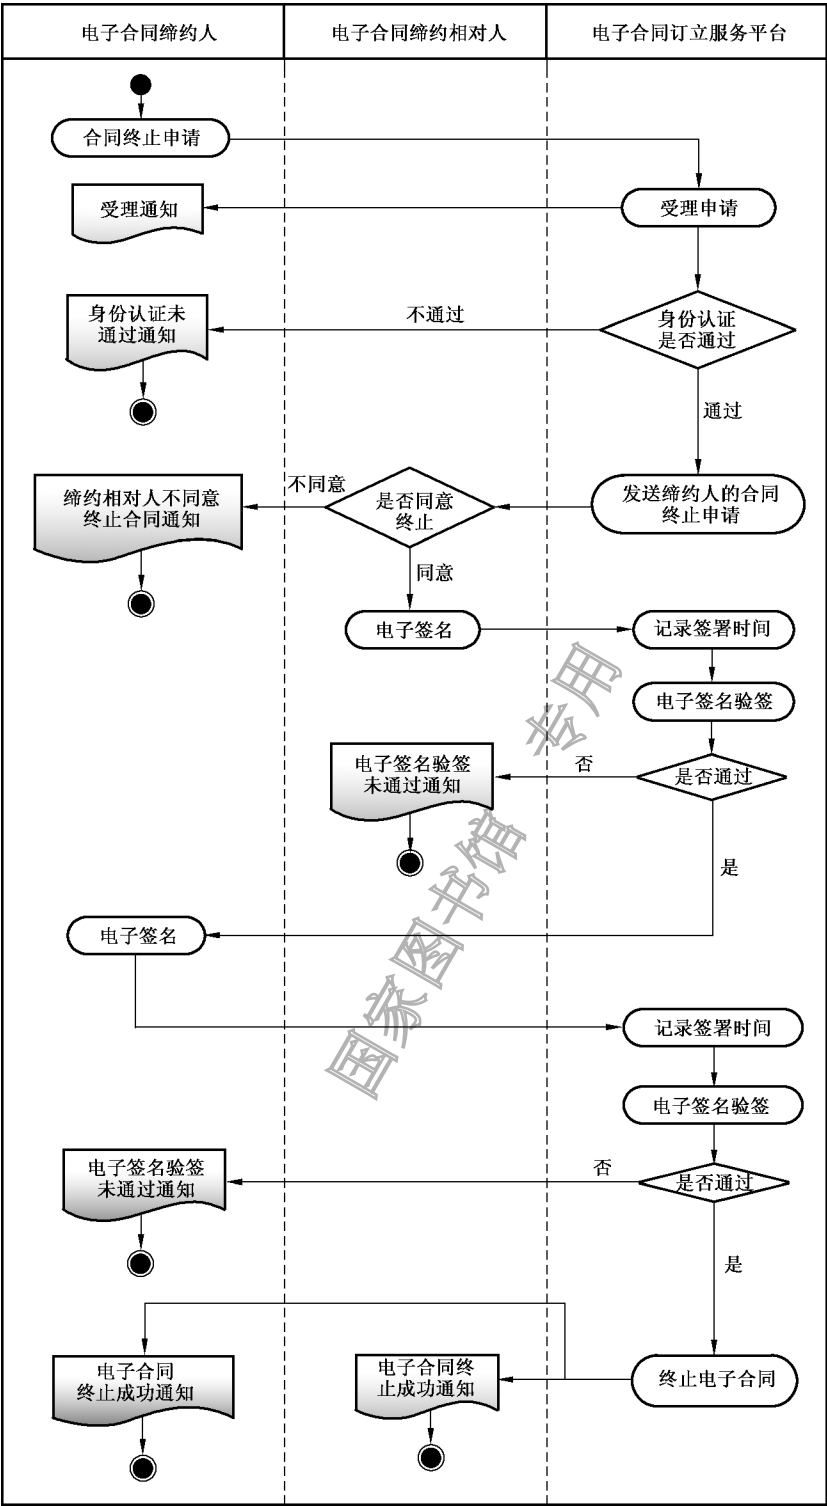 电子合同缔约人
电子合同缔约相对人
电子合同订立服务平台
合同终止申请
受理通知
受理申请
身份认证未
通过通知
不通过
身份认证
是否通过
通过
缔约相对人不同意
终止合同通知
不同意
是否同意
终止
发送缔约人的合同
终止申请
同意
电子签名
记录签署时间
电子签名验签
电子签名验签
未通过通知
否
是否通过
是
电子签名
记录签署时间
电子签名验签
电子签名验签
未通过通知
否
是否通过
是
电子合同
终止成功通知
电子合同终
止成功通知
终止电子合同
国家图书馆 专用